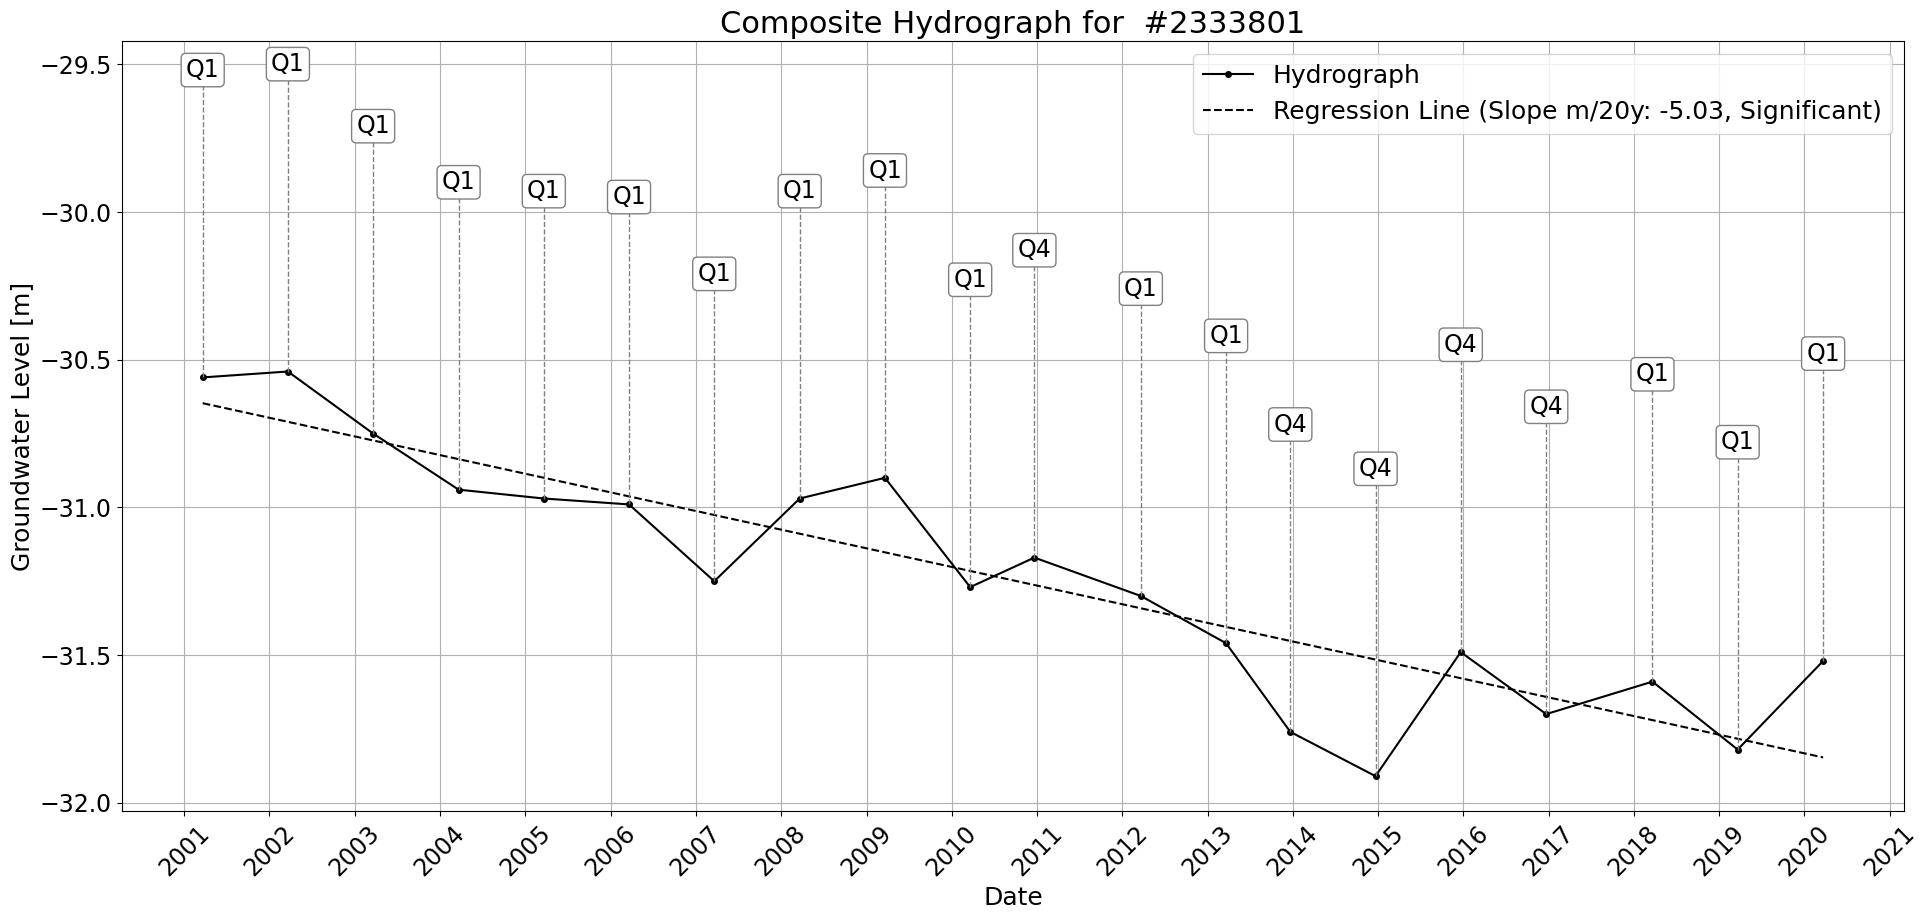 Composite Hydrograph for  #2333801
Hydrograph
Regression Line (Slope m/20y: -5.03, Significant)
Groundwater Level [m]
−29.5
−30.0
−30.5
−31.0
−31.5
−32.0
Q1
Q1
Q1
Q1
Q1
Q1
Q1
Q1
Q1
Q1
Q4
Q1
Q1
Q4
Q4
Q4
Q4
Q1
Q1
Q1
2001
2002
2003
2004
2005
2006
2007
2008
2009
2010
2011
2012
2013
2014
2015
2016
2017
2018
2019
2020
2021
Date